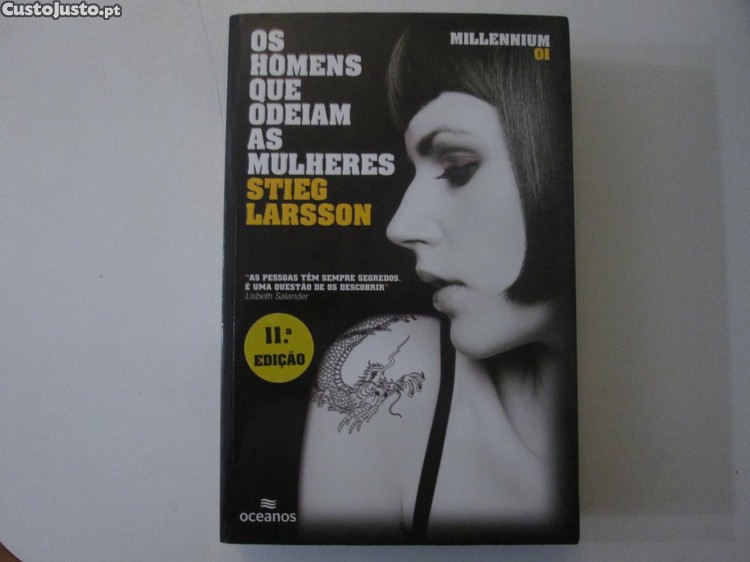 CustoJusto.pt
OS
HOMENS
QUE
ODEIAM
AS
MULHERES
STIEG
LARSSON
MILLENNIUM
01
"AS PESSOAS TÊM SEMPRE SEGREDOS.
É UMA QUESTÃO DE OS DESCOBRIR"
Lisbeth Salander
11.ª
EDIÇÃO
oceanos